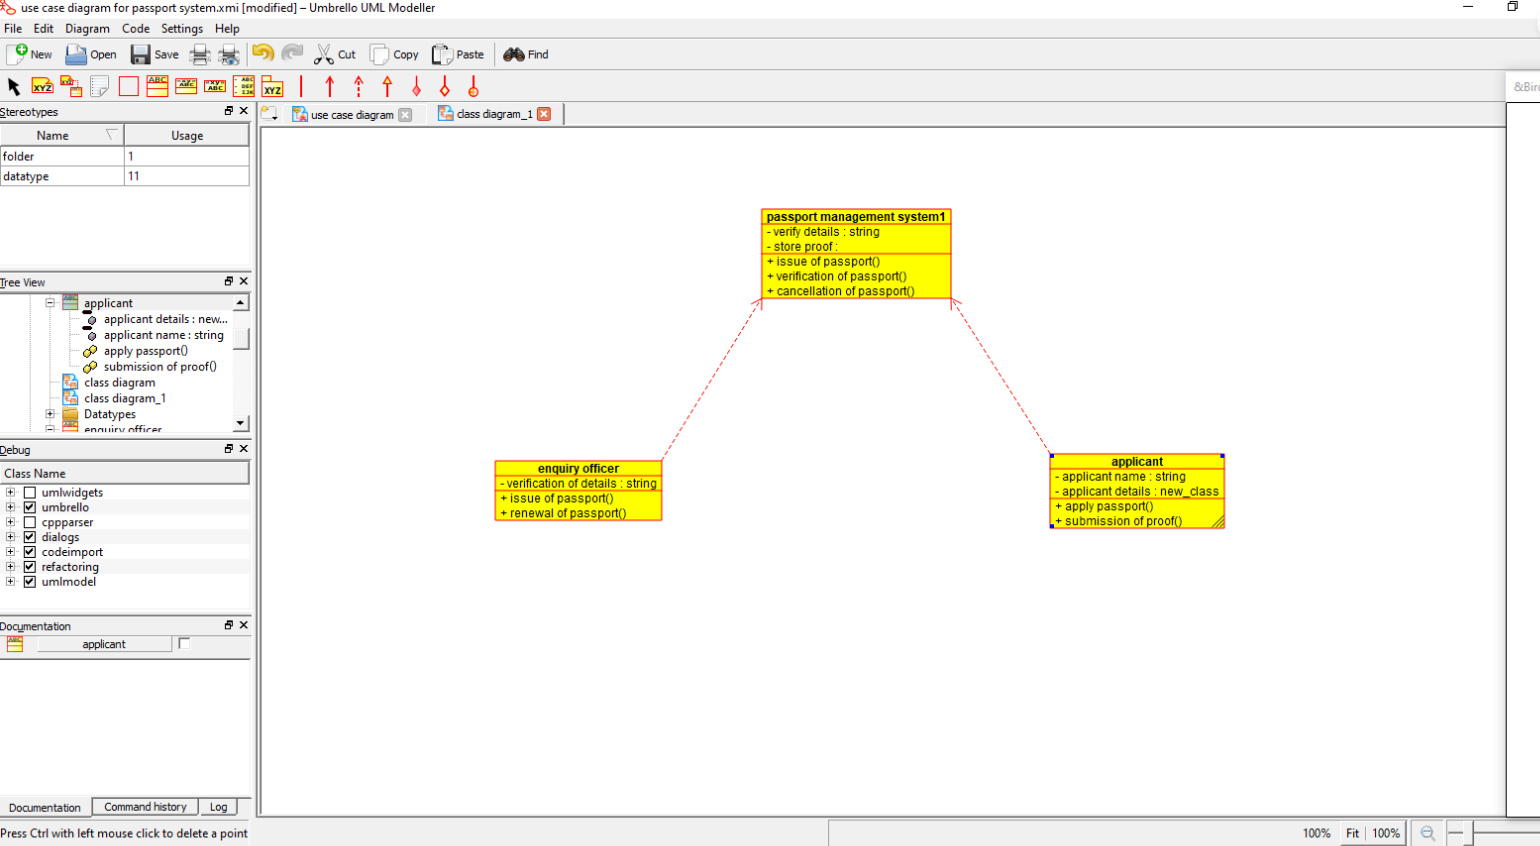 use case diagram for passport system.xmi [modified] – Umbrello UML Modeller
File Edit Diagram Code Settings Help
New Open Save Cut Copy Paste Find
XYZ ABC ABC ABC XYZ
Stereotypes
use case diagram class diagram_1
Name Usage
folder 1
datatype 11
Tree View
applicant
applicant details : new...
applicant name : string
apply passport()
submission of proof()
class diagram
class diagram_1
Datatypes
enquiry officer
Debug
Class Name
umlwidgets
umbrello
cppparser
dialogs
codeimport
refactoring
umlmodel
Documentation
applicant
Documentation Command history Log
Press Ctrl with left mouse click to delete a point
passport management system1
- verify details : string
- store proof :
+ issue of passport()
+ verification of passport()
+ cancellation of passport()
enquiry officer
- verification of details : string
+ issue of passport()
+ renewal of passport()
applicant
- applicant name : string
- applicant details : new_class
+ apply passport()
+ submission of proof()
100% Fit 100%